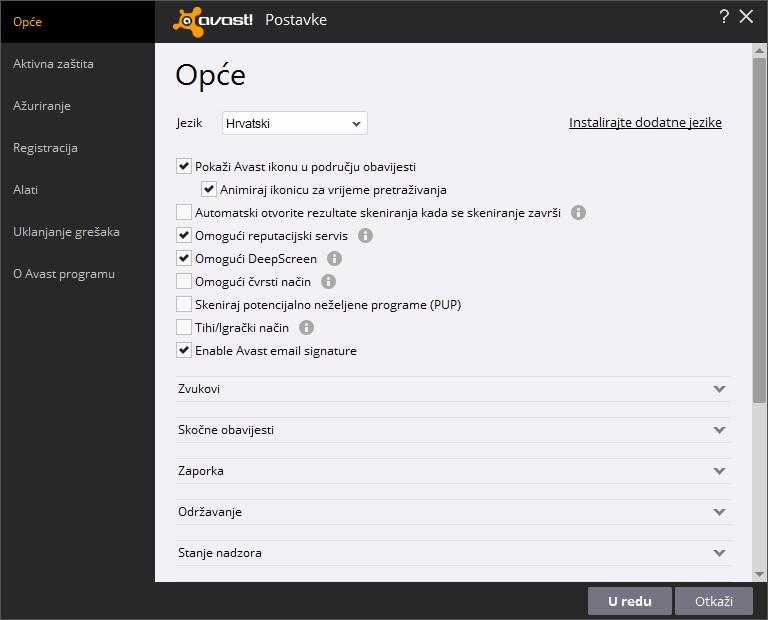 Opće
avast! Postavke
?
Aktivna zaštita
Ažuriranje
Registracija
Alati
Uklanjanje grešaka
O Avast programu
Opće
Jezik Hrvatski Instalirajte dodatne jezike
Pokaži Avast ikonu u području obavijesti
Animiraj ikonicu za vrijeme pretraživanja
Automatski otvorite rezultate skeniranja kada se skeniranje završi
Omogući reputacijski servis
Omogući DeepScreen
Omogući čvrsti način
Skeniraj potencijalno neželjene programe (PUP)
Tihi/Igrački način
Enable Avast email signature
Zvukovi
Skočne obavijesti
Zaporka
Održavanje
Stanje nadzora
U redu Otkaži